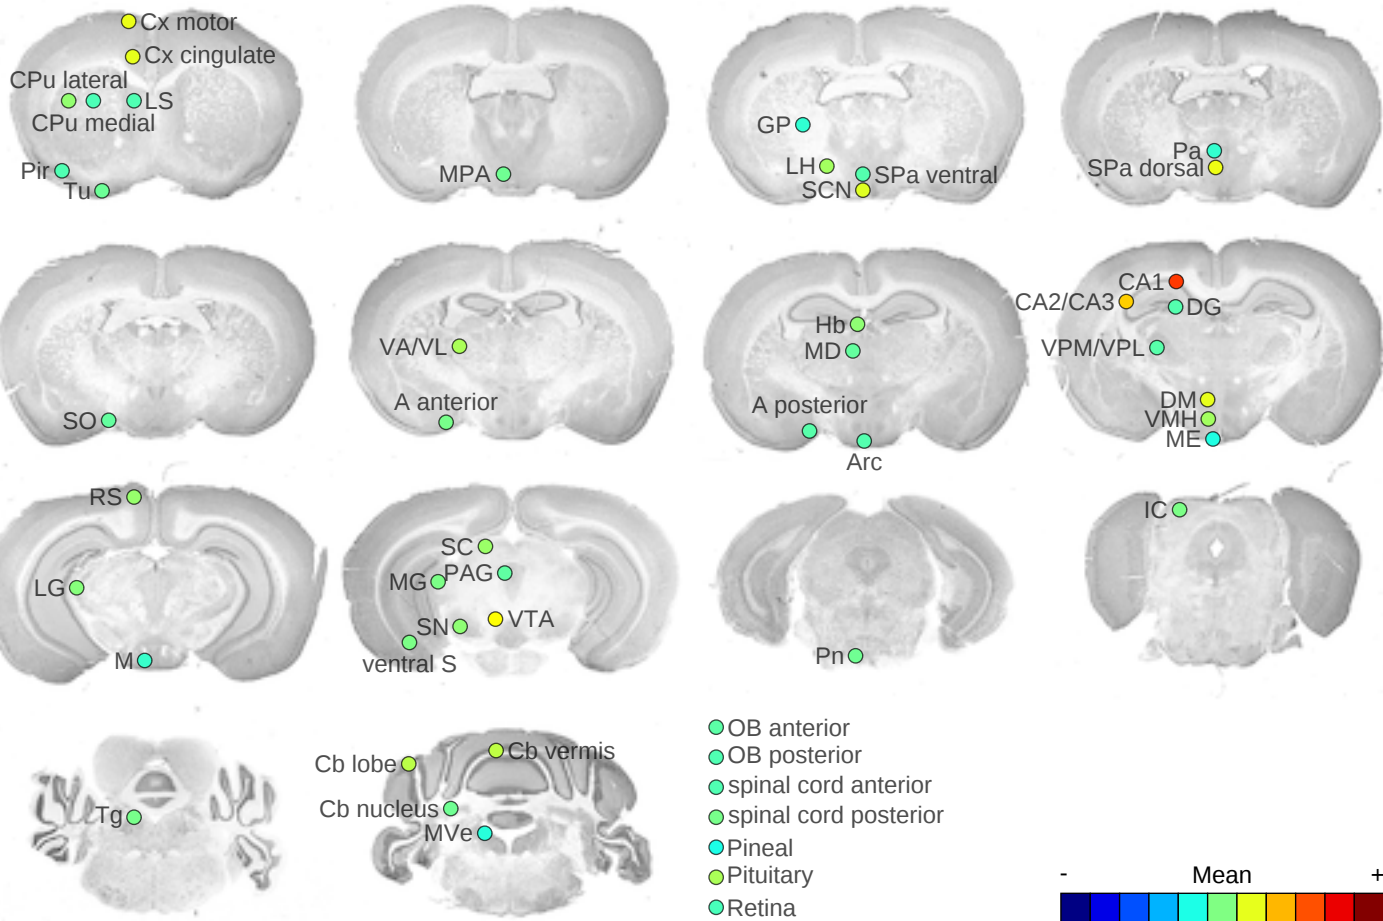 Cx motor
Cx cingulate
CPu lateral
LS
CPu medial
Pir
Tu
MPA
GP
LH
SPa ventral
SCN
Pa
SPa dorsal
SO
VA/VL
A anterior
Hb
MD
A posterior
Arc
CA1
CA2/CA3
DG
VPM/VPL
DM
VMH
ME
RS
LG
M
SC
MG
PAG
SN
VTA
ventral S
Pn
IC
Tg
Cb lobe
Cb vermis
Cb nucleus
MVe
OB anterior
OB posterior
spinal cord anterior
spinal cord posterior
Pineal
Pituitary
Retina
- Mean +